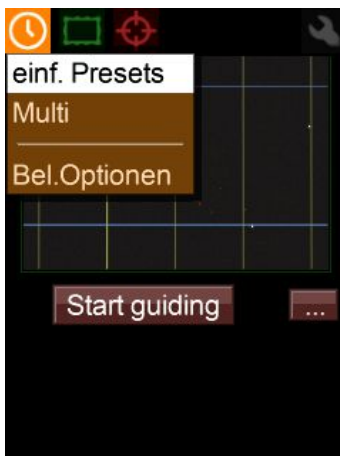 einf. Presets
Multi
Bel.Optionen
Start guiding
...